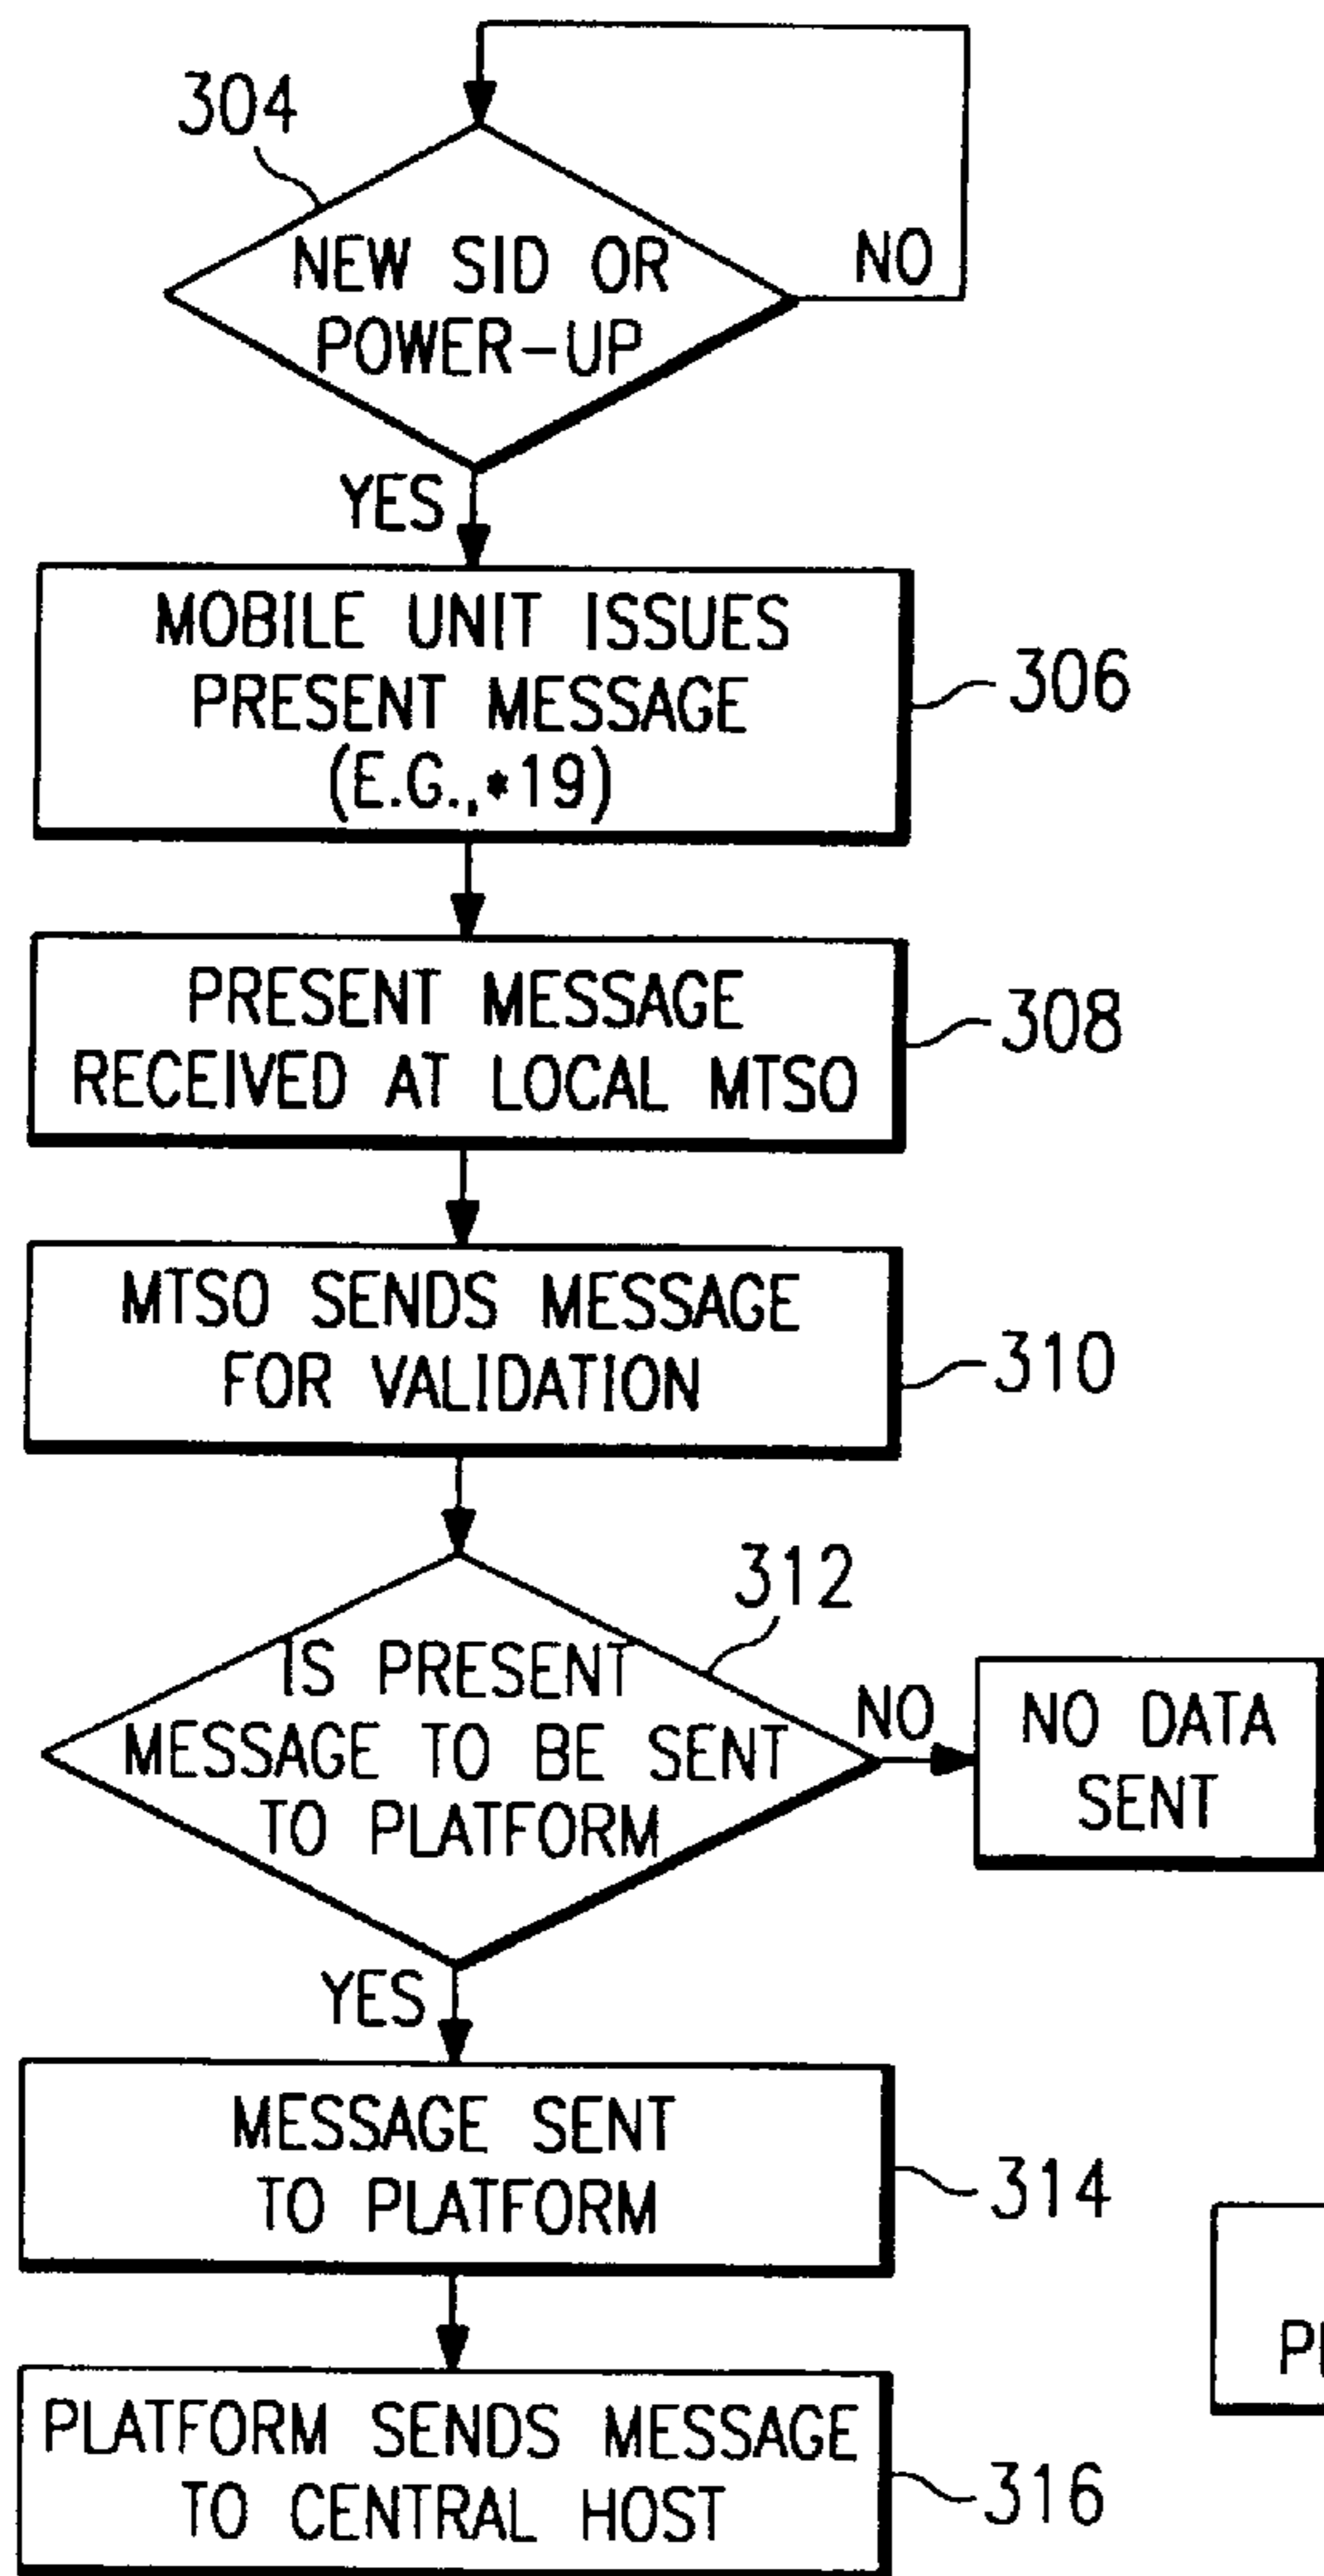 304
NEW SID OR
POWER-UP
NO
YES
MOBILE UNIT ISSUES
PRESENT MESSAGE
(E.G.,*19)
306
PRESENT MESSAGE
RECEIVED AT LOCAL MTSO
308
MTSO SENDS MESSAGE
FOR VALIDATION
310
312
IS PRESENT
MESSAGE TO BE SENT
TO PLATFORM
NO
NO DATA
SENT
YES
MESSAGE SENT
TO PLATFORM
314
PLATFORM SENDS MESSAGE
TO CENTRAL HOST
316